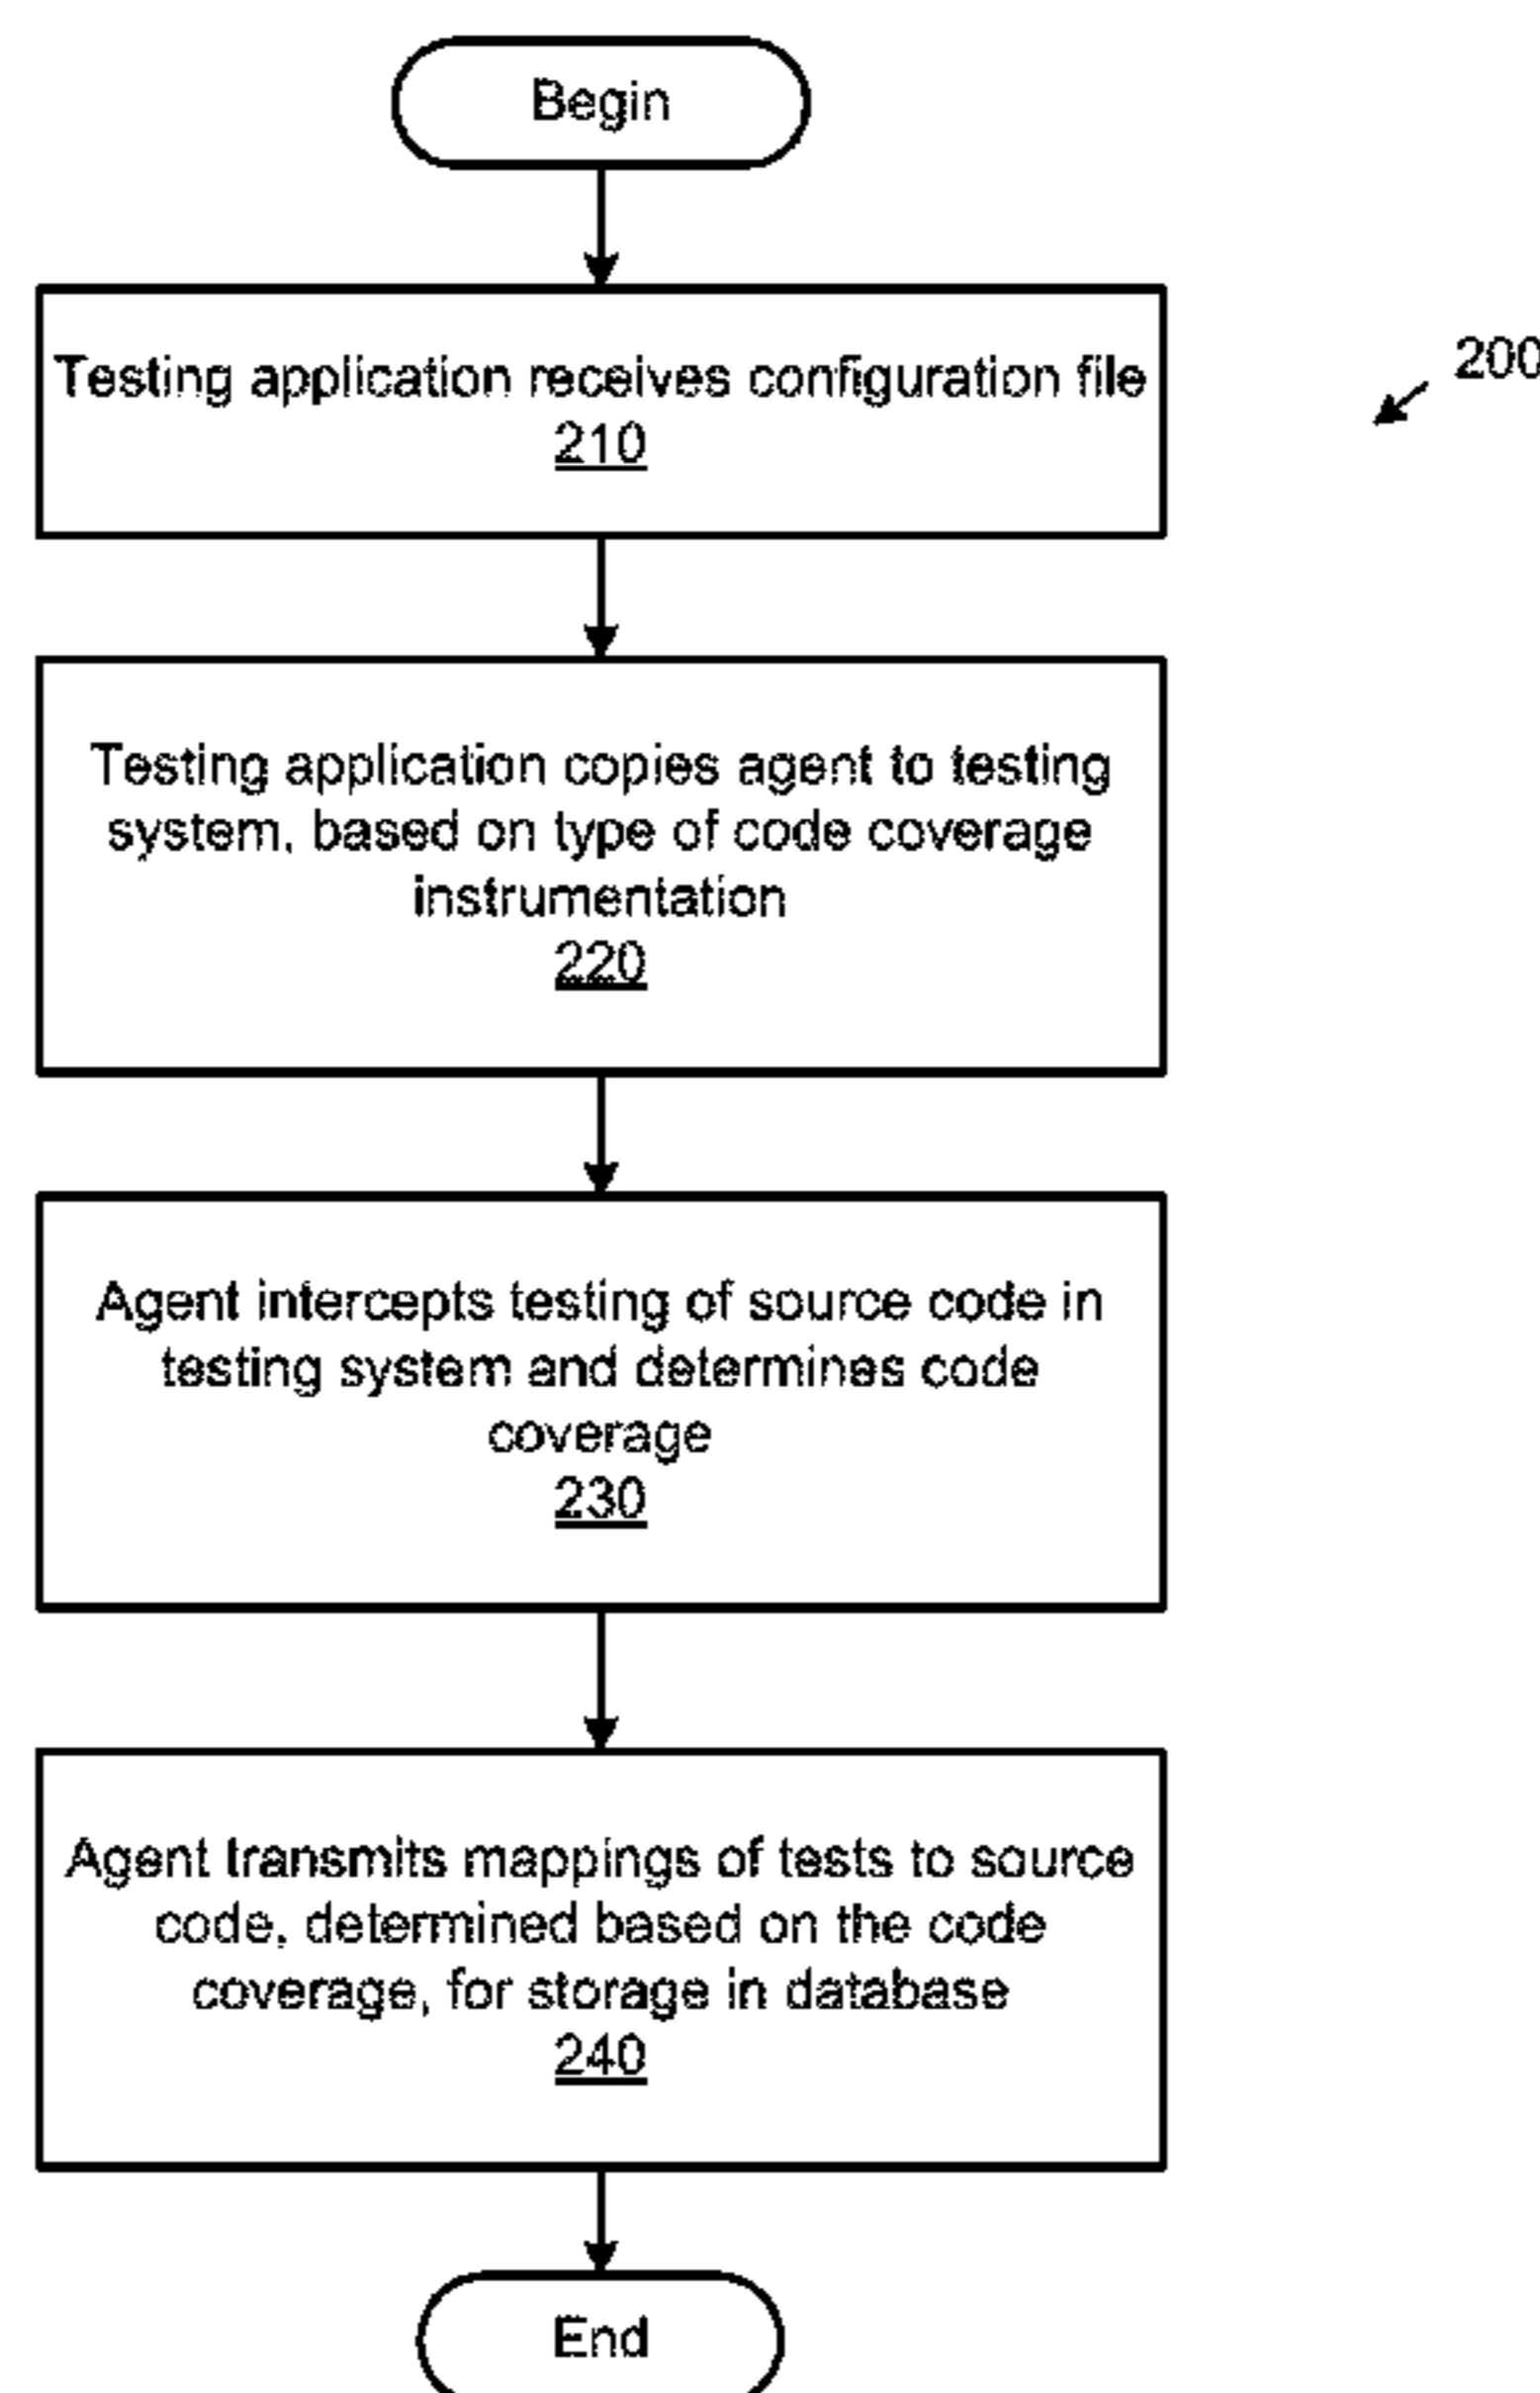 Begin
Testing application receives configuration file
210
200
Testing application copies agent to testing
system, based on type of code coverage
instrumentation
220
Agent intercepts testing of source code in
testing system and determines code
coverage
230
Agent transmits mappings of tests to source
code, determined based on the code
coverage, for storage in database
240
End